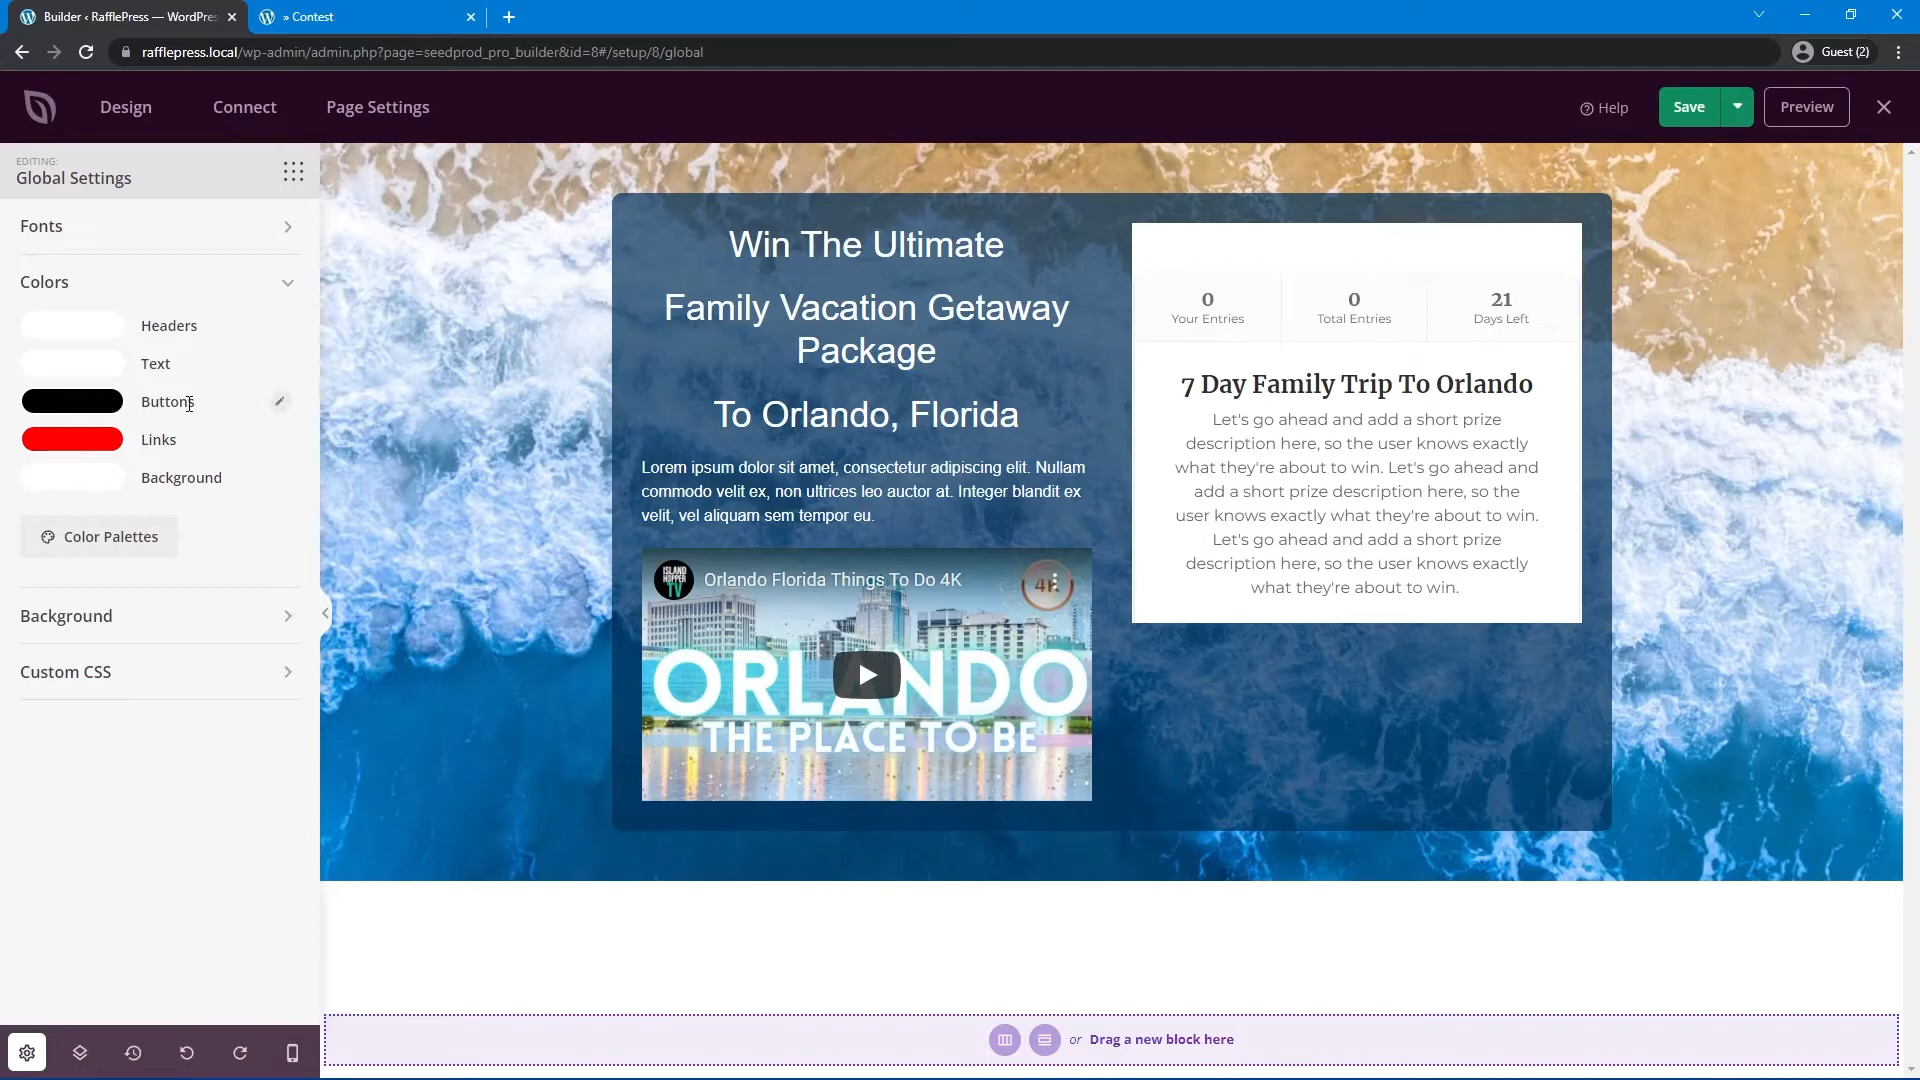 Builder ‹ RafflePress — WordPres
» Contest
rafflepress.local/wp-admin/admin.php?page=seedprod_pro_builder&id=8#/setup/8/global
Guest (2)
Design
Connect
Page Settings
Help
Save
Preview
EDITING:
Global Settings
Fonts
Colors
Headers
Text
Buttons
Links
Background
Color Palettes
Background
Custom CSS
Win The Ultimate
Family Vacation Getaway
Package
To Orlando, Florida
Lorem ipsum dolor sit amet, consectetur adipiscing elit. Nullam
commodo velit ex, non ultrices leo auctor at. Integer blandit ex
velit, vel aliquam sem tempor eu.
ISLAND
HOPPER
TV
Orlando Florida Things To Do 4K
4K
ORLANDO
THE PLACE TO BE
0
Your Entries
0
Total Entries
21
Days Left
7 Day Family Trip To Orlando
Let's go ahead and add a short prize
description here, so the user knows exactly
what they're about to win. Let's go ahead and
add a short prize description here, so the
user knows exactly what they're about to win.
Let's go ahead and add a short prize
description here, so the user knows exactly
what they're about to win.
or Drag a new block here